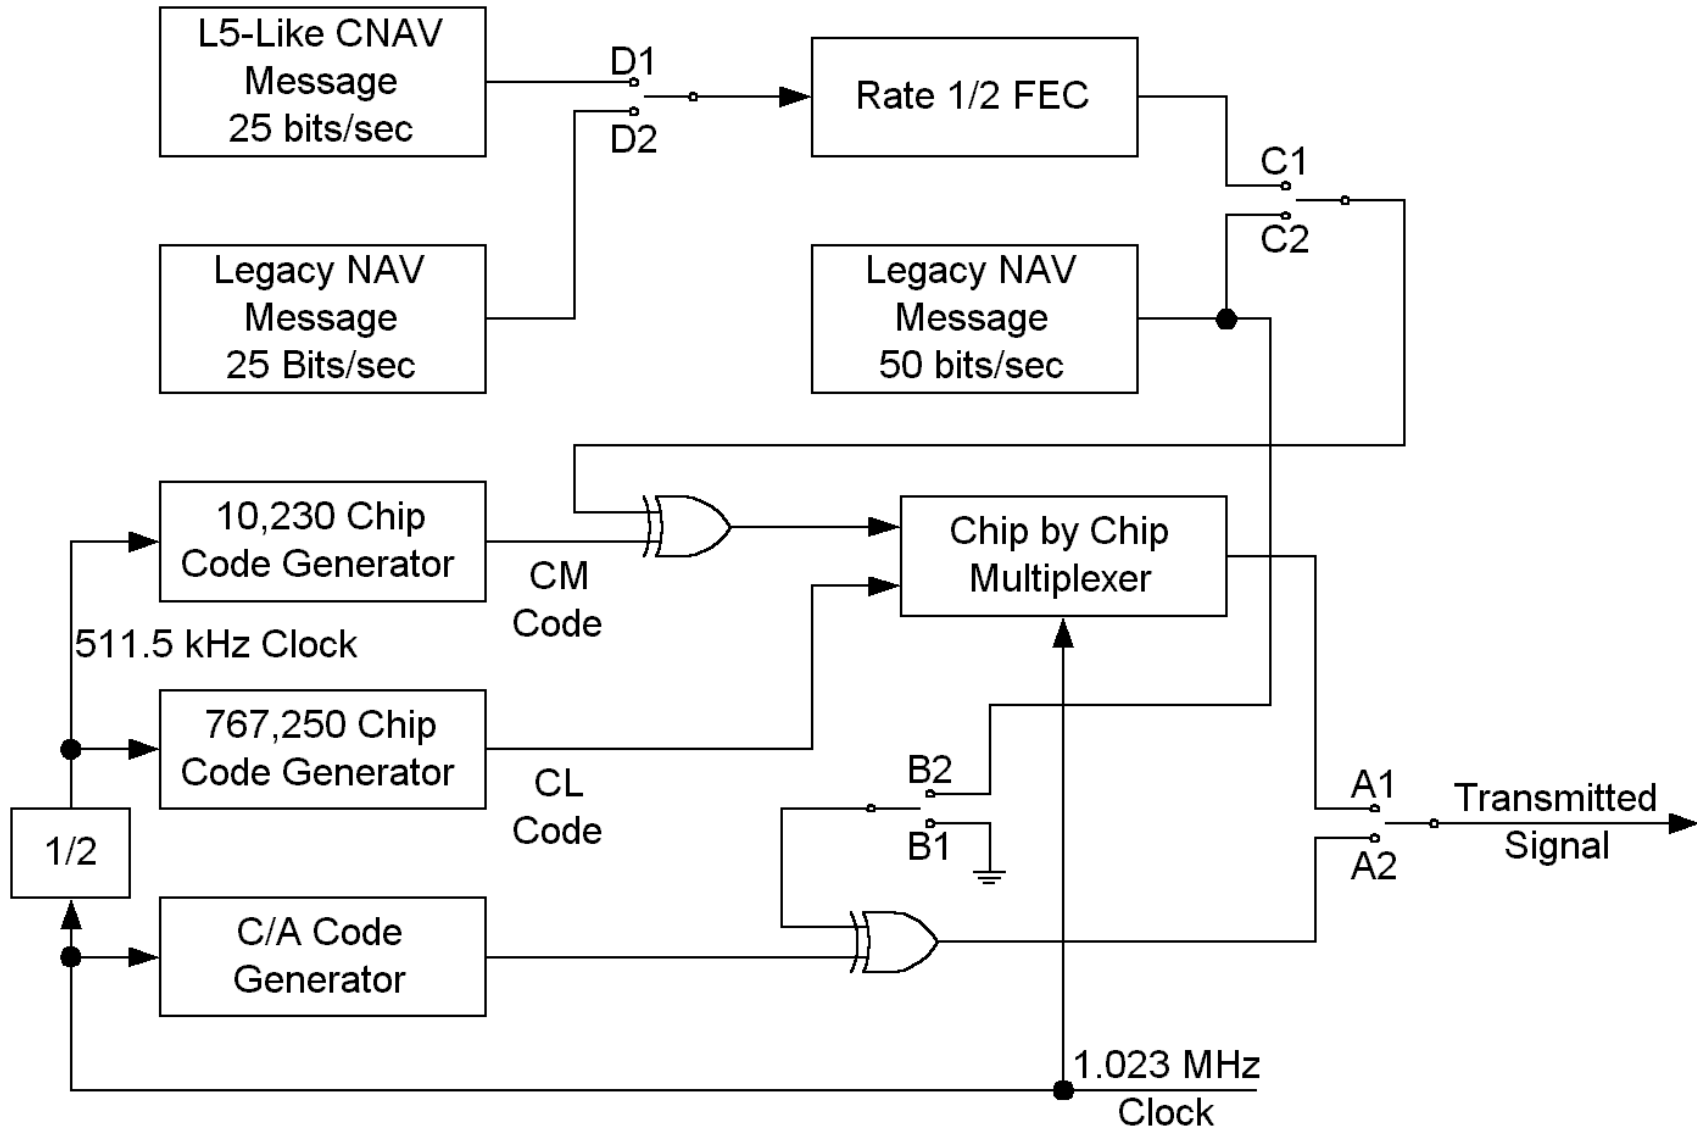 L5-Like CNAV
Message
25 bits/sec
D1
D2
Rate 1/2 FEC
C1
C2
Legacy NAV
Message
25 Bits/sec
Legacy NAV
Message
50 bits/sec
10,230 Chip
Code Generator
CM
Code
Chip by Chip
Multiplexer
511.5 kHz Clock
767,250 Chip
Code Generator
CL
Code
B2
B1
A1
A2
Transmitted
Signal
1/2
C/A Code
Generator
1.023 MHz
Clock